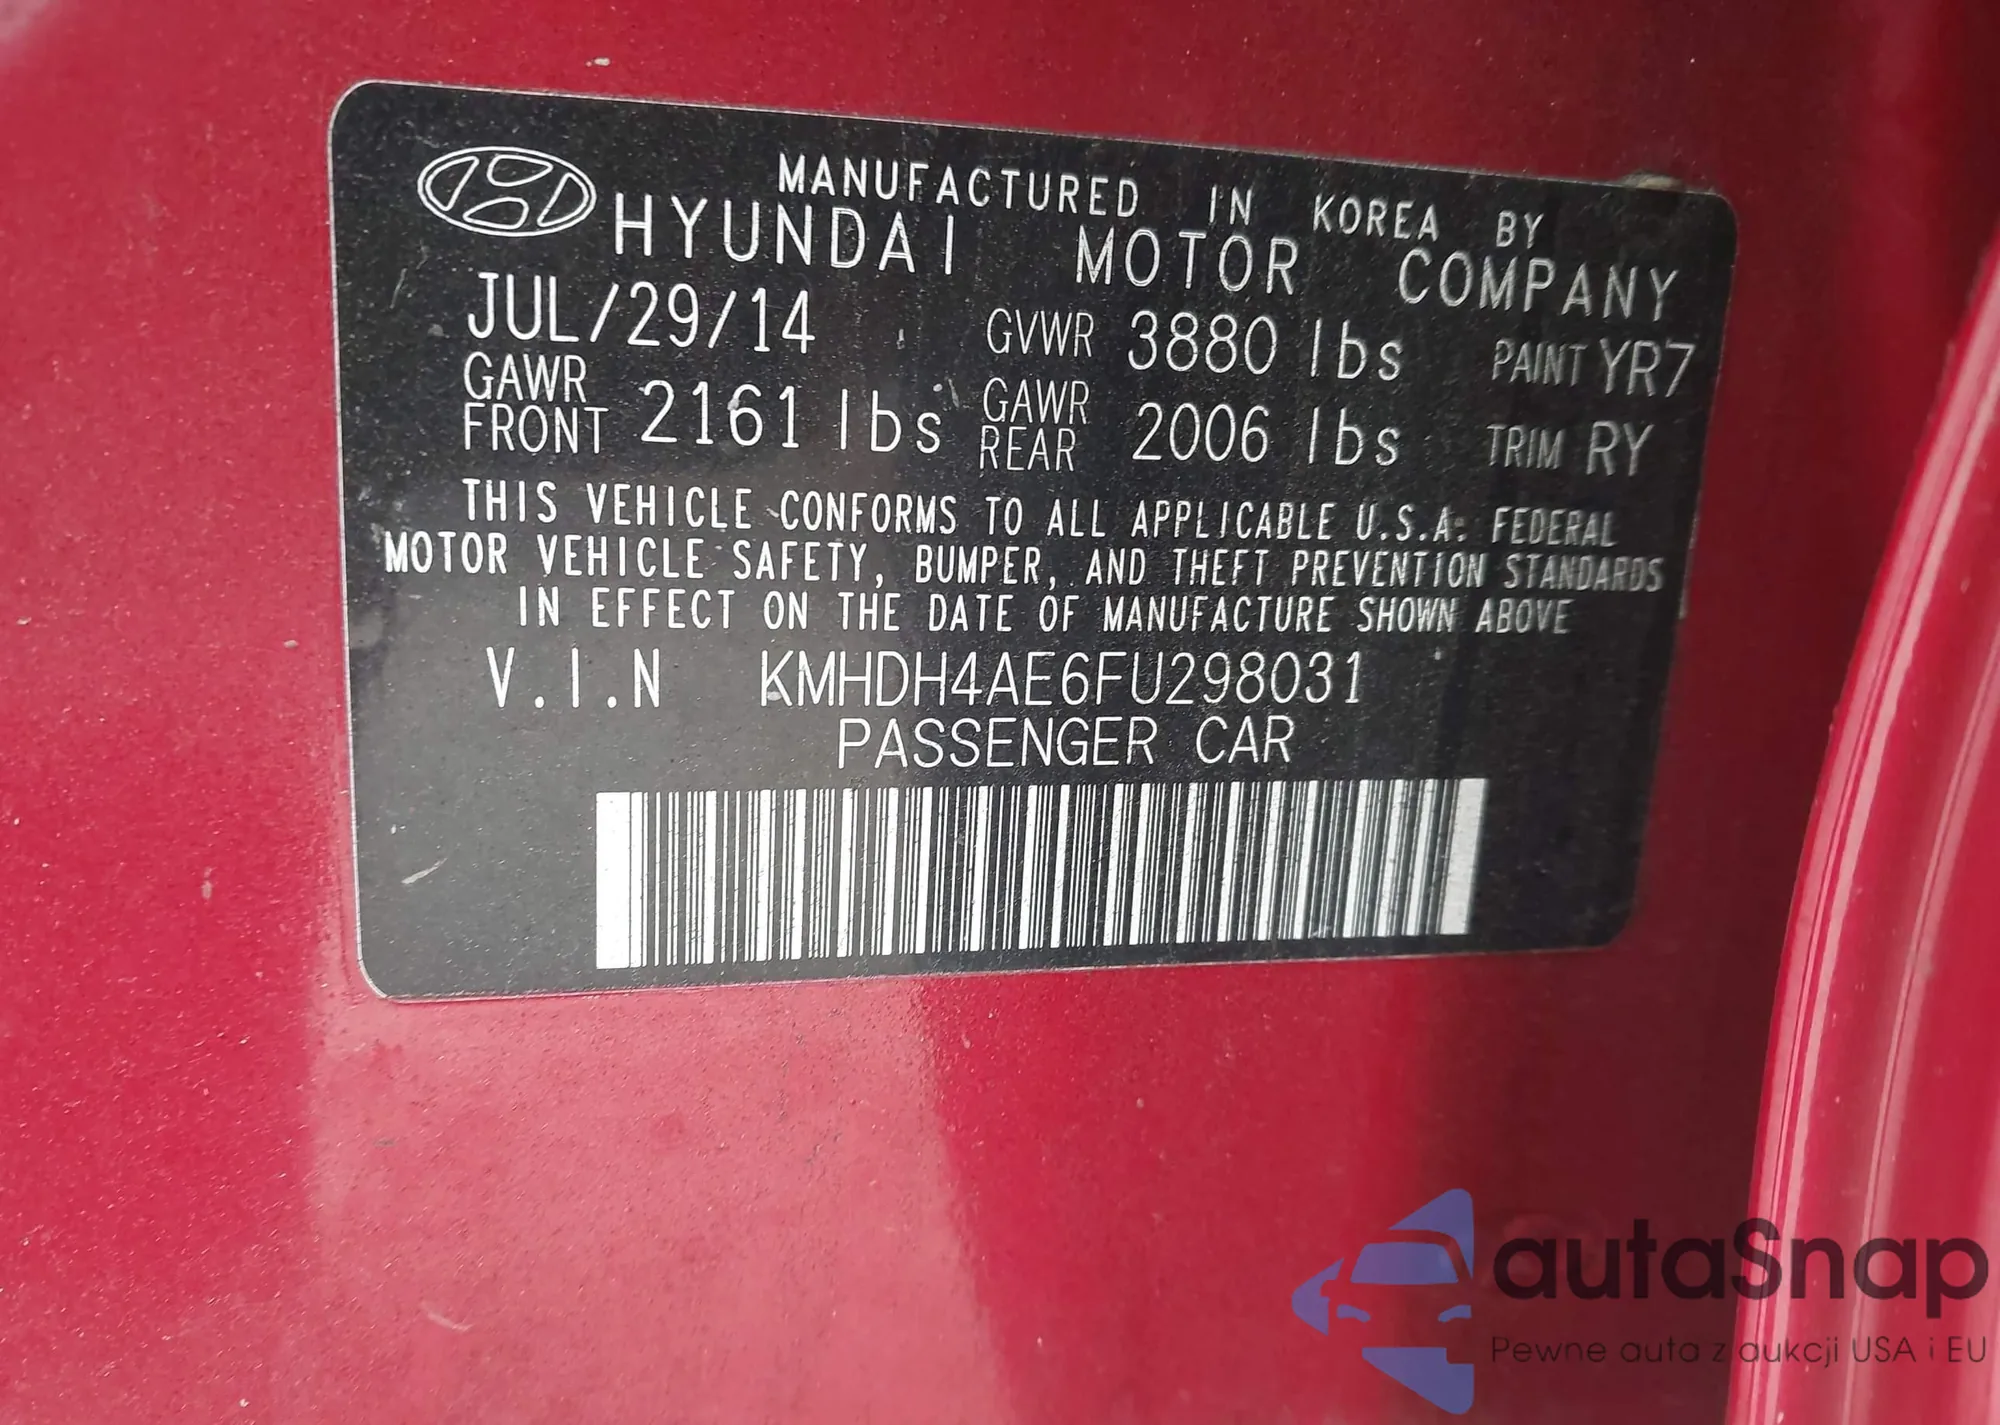 MANUFACTURED IN KOREA BY
HYUNDAI MOTOR COMPANY
JUL/29/14 GVWR 3880 lbs PAINT YR7
GAWR FRONT 2161 lbs GAWR REAR 2006 lbs TRIM RY
THIS VEHICLE CONFORMS TO ALL APPLICABLE U.S.A. FEDERAL
MOTOR VEHICLE SAFETY, BUMPER, AND THEFT PREVENTION STANDARDS
IN EFFECT ON THE DATE OF MANUFACTURE SHOWN ABOVE
V.I.N KMHDH4AE6FU298031
PASSENGER CAR
autaSnap
Pewne auta z aukcji USA i EU